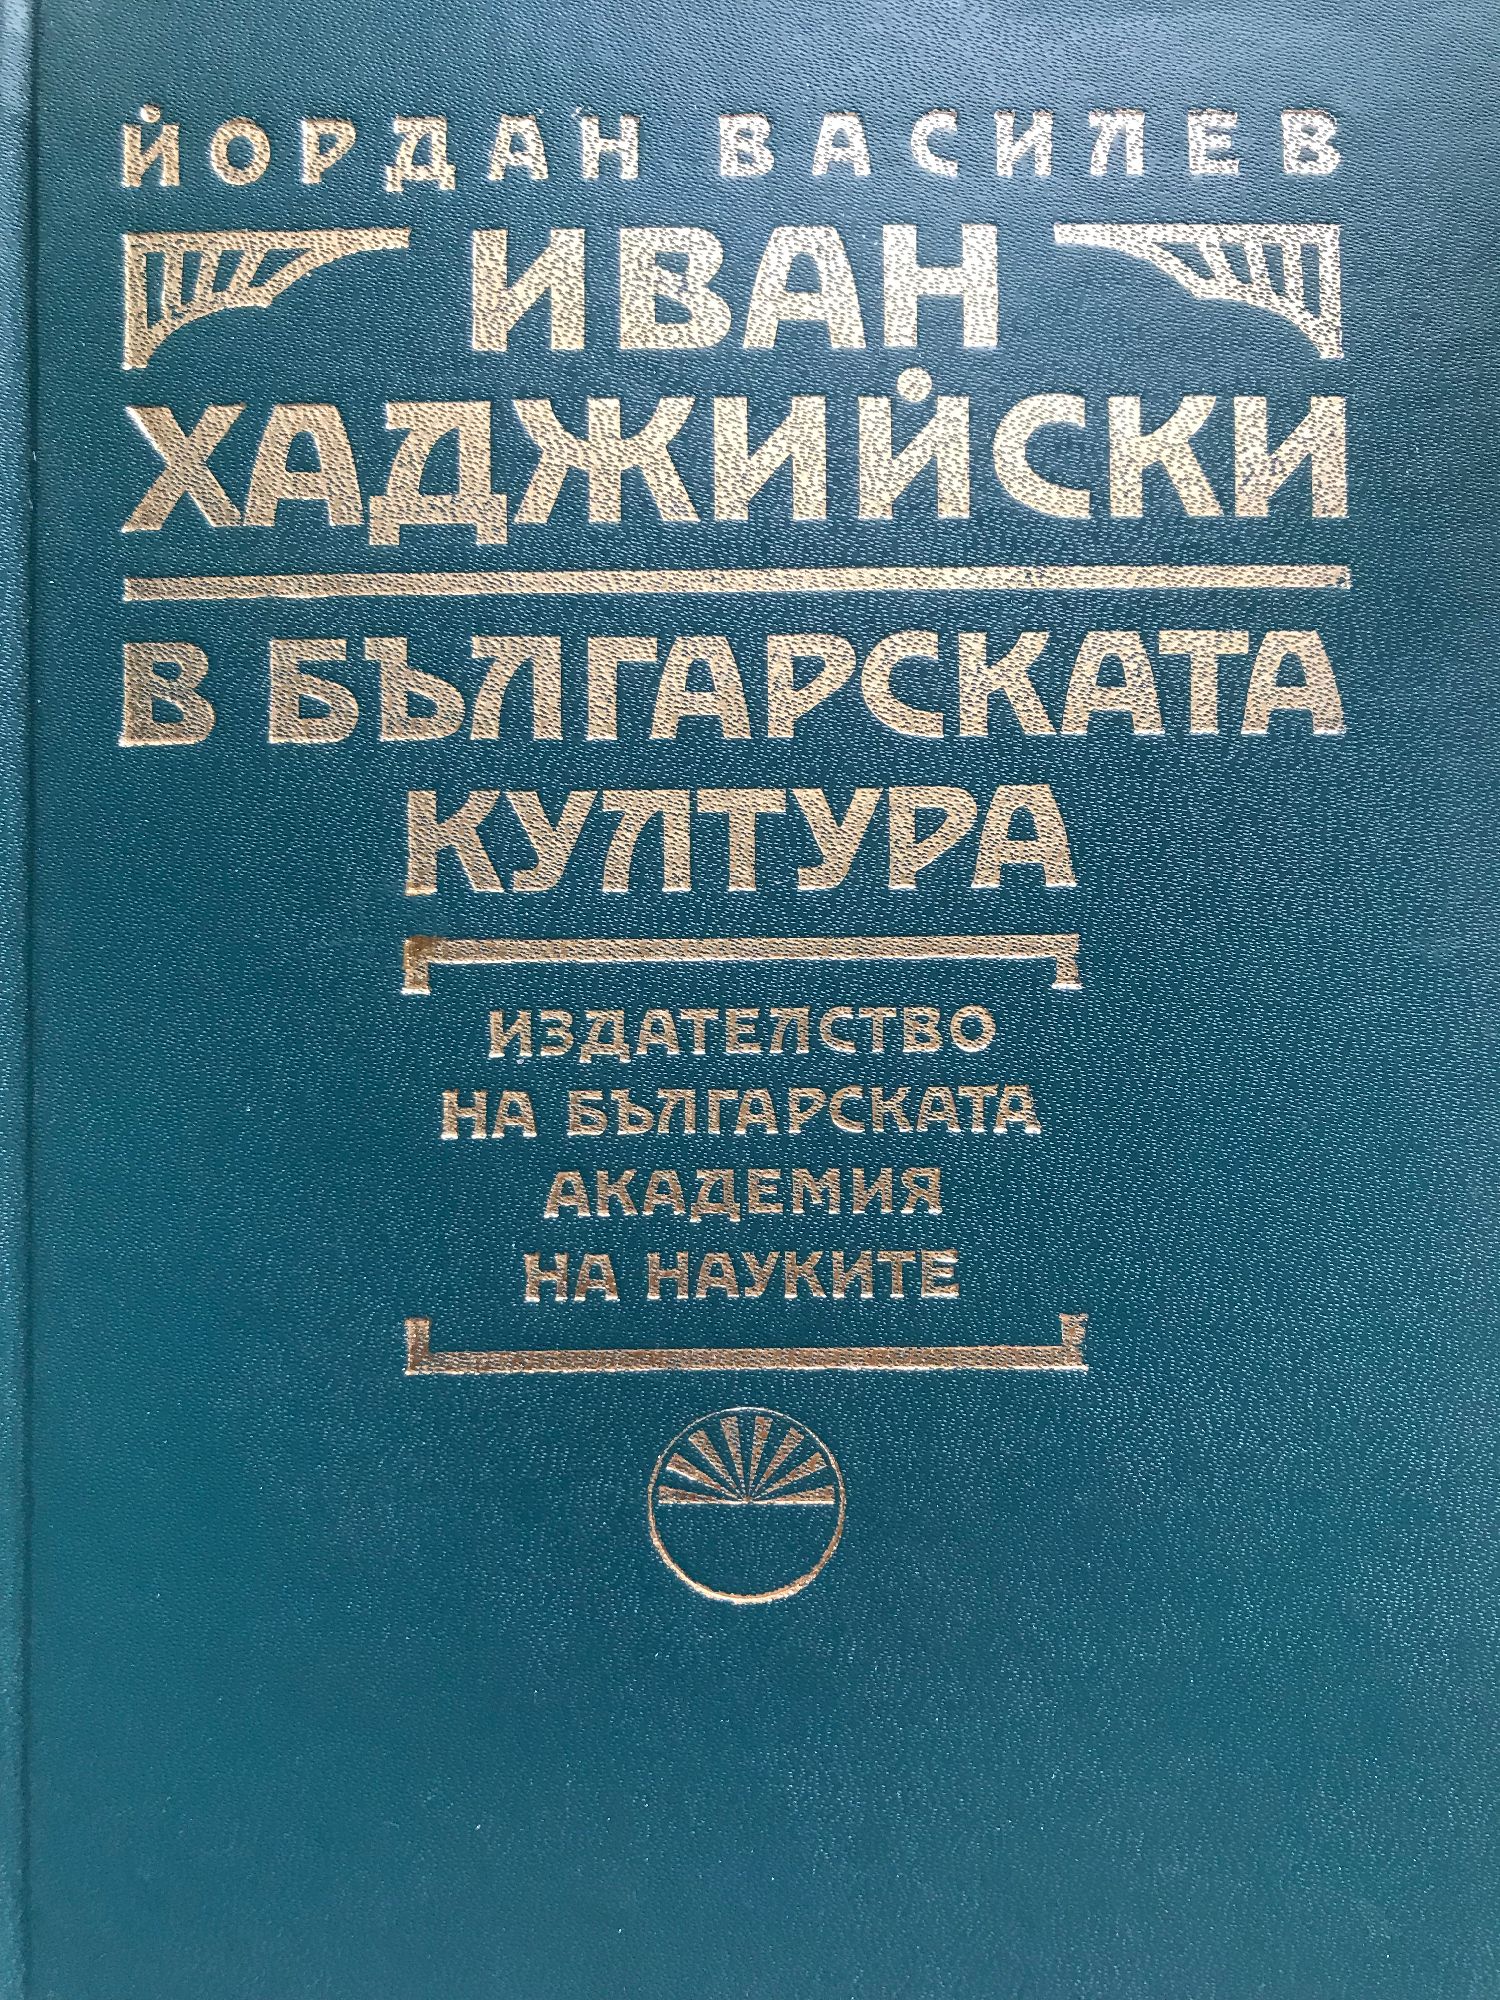 ЙОРДАН ВАСИЛЕВ
ИВАН
ХАДЖИЙСКИ
В БЪЛГАРСКАТА
КУЛТУРА
ИЗДАТЕЛСТВО
НА БЪЛГАРСКАТА
АКАДЕМИЯ
НА НАУКИТЕ